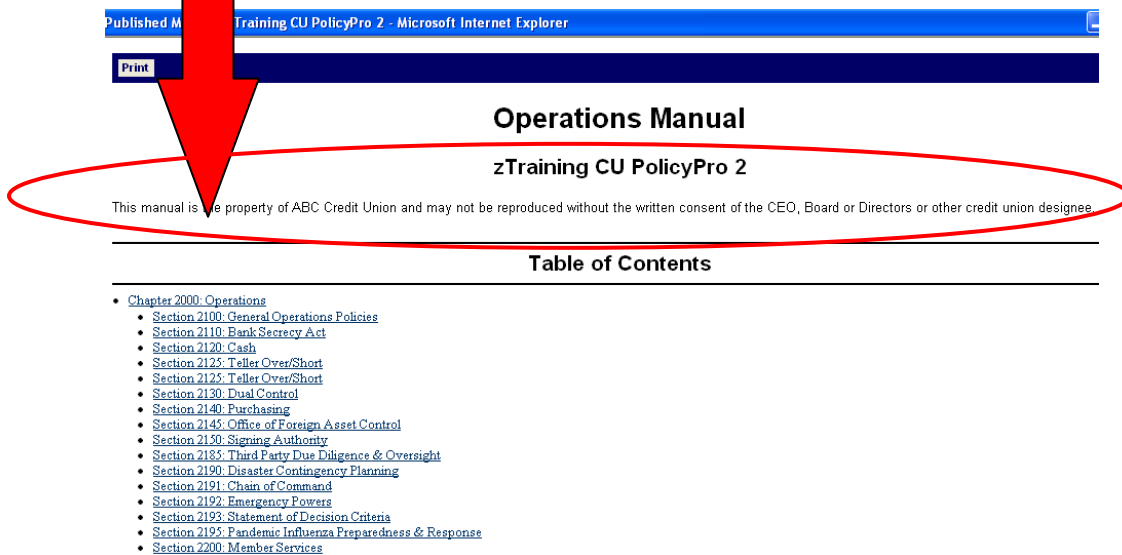 Published M Training CU PolicyPro 2 - Microsoft Internet Explorer
Print
Operations Manual
zTraining CU PolicyPro 2
This manual is the property of ABC Credit Union and may not be reproduced without the written consent of the CEO, Board or Directors or other credit union designee.
Table of Contents
• Chapter 2000: Operations
• Section 2100: General Operations Policies
• Section 2110: Bank Secrecy Act
• Section 2120: Cash
• Section 2125: Teller Over/Short
• Section 2125: Teller Over/Short
• Section 2130: Dual Control
• Section 2140: Purchasing
• Section 2145: Office of Foreign Asset Control
• Section 2150: Signing Authority
• Section 2185: Third Party Due Diligence & Oversight
• Section 2190: Disaster Contingency Planning
• Section 2191: Chain of Command
• Section 2192: Emergency Powers
• Section 2193: Statement of Decision Criteria
• Section 2195: Pandemic Influenza Preparedness & Response
• Section 2200: Member Services